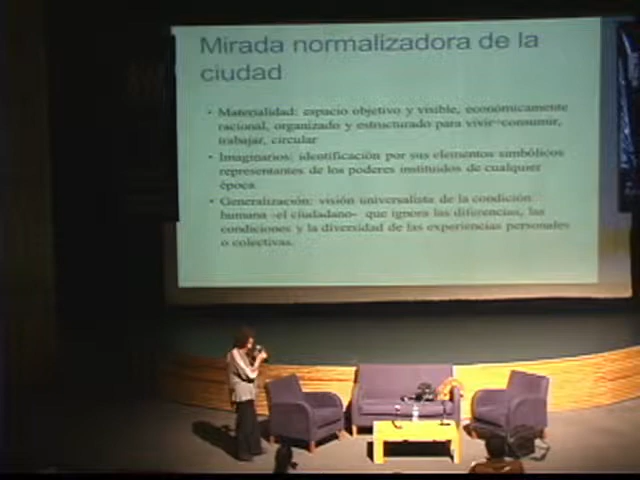 Mirada normalizadora de la
ciudad
• Materialidad: espacio objetivo y visible, económicamente
racional, organizado y estructurado para vivir-consumir,
trabajar, circular
• Imaginarios: identificación por sus elementos simbólicos
representantes de los poderes instituidos de cualquier
época.
• Generalización: visión universalista de la condición
humana -el ciudadano- que ignora las diferencias, las
condiciones y la diversidad de las experiencias personales
o colectivas.